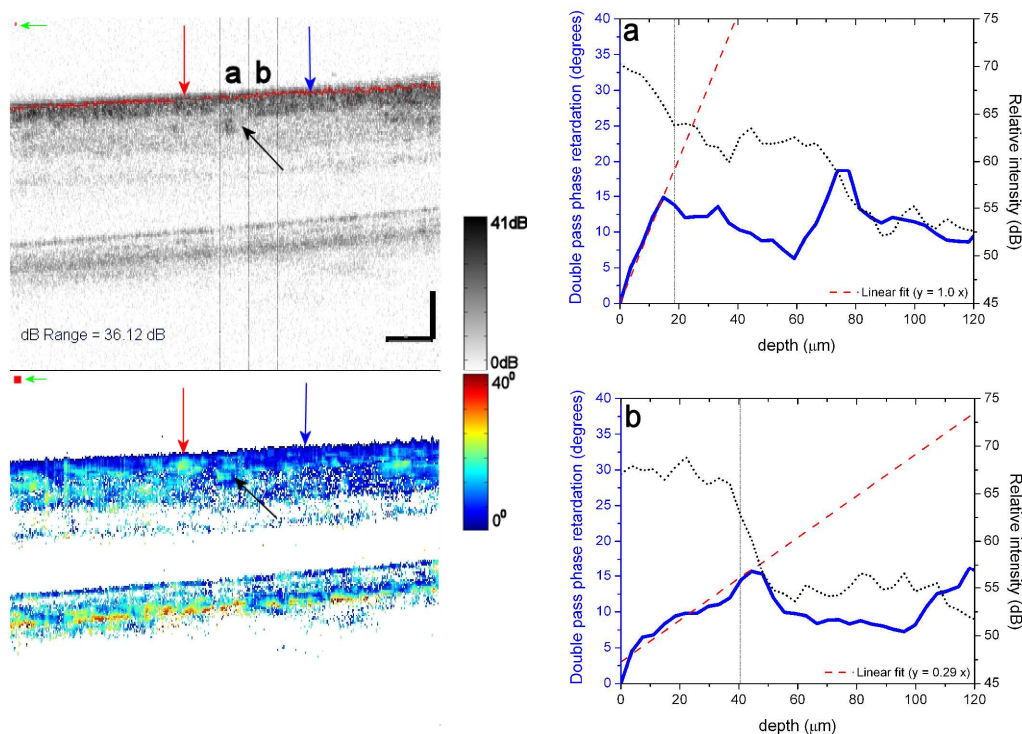 a b
dB Range = 36.12 dB
41dB
0dB
40⁰
0⁰
a
Double pass phase retardation (degrees)
40
35
30
25
20
15
10
5
0
75
70
65
60
55
50
45
Relative intensity (dB)
Linear fit (y = 1.0 x)
0 20 40 60 80 100 120
depth (μm)
b
Double pass phase retardation (degrees)
40
35
30
25
20
15
10
5
0
75
70
65
60
55
50
45
Relative intensity (dB)
Linear fit (y = 0.29 x)
0 20 40 60 80 100 120
depth (μm)